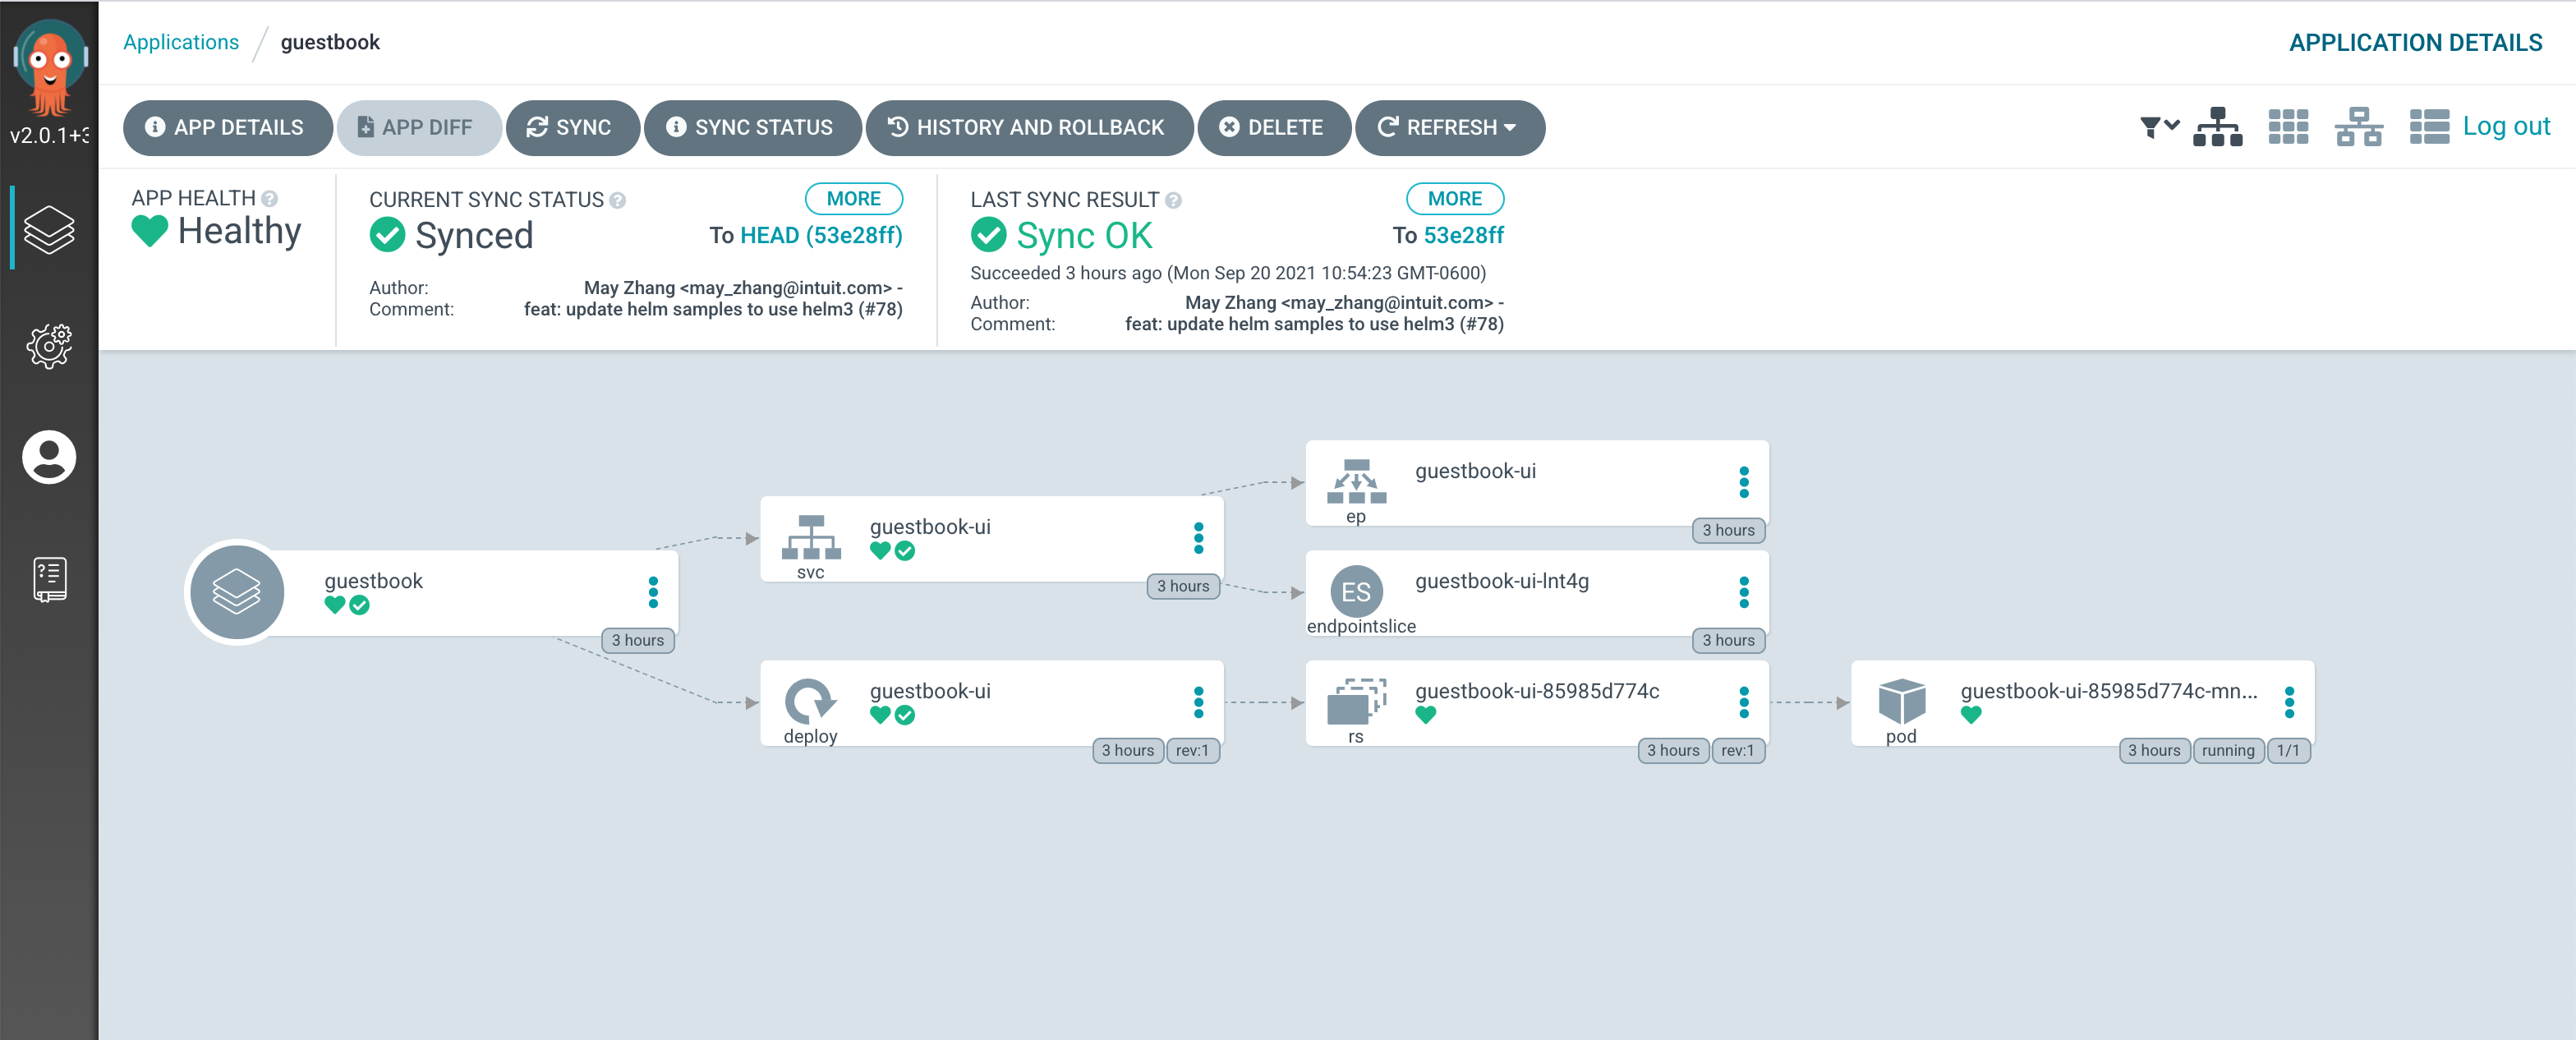 v2.0.1+3
Applications / guestbook
APPLICATION DETAILS
APP DETAILS
APP DIFF
SYNC
SYNC STATUS
HISTORY AND ROLLBACK
DELETE
REFRESH
Log out
APP HEALTH ?
Healthy
CURRENT SYNC STATUS ?
MORE
Synced
To HEAD (53e28ff)
Author: May Zhang <may_zhang@intuit.com> -
Comment: feat: update helm samples to use helm3 (#78)
LAST SYNC RESULT ?
MORE
Sync OK
To 53e28ff
Succeeded 3 hours ago (Mon Sep 20 2021 10:54:23 GMT-0600)
Author: May Zhang <may_zhang@intuit.com> -
Comment: feat: update helm samples to use helm3 (#78)
guestbook
3 hours
guestbook-ui
svc
3 hours
guestbook-ui
deploy
3 hours rev:1
guestbook-ui
ep
3 hours
ES
guestbook-ui-lnt4g
endpointslice
3 hours
guestbook-ui-85985d774c
rs
3 hours rev:1
guestbook-ui-85985d774c-mn...
pod
3 hours running 1/1